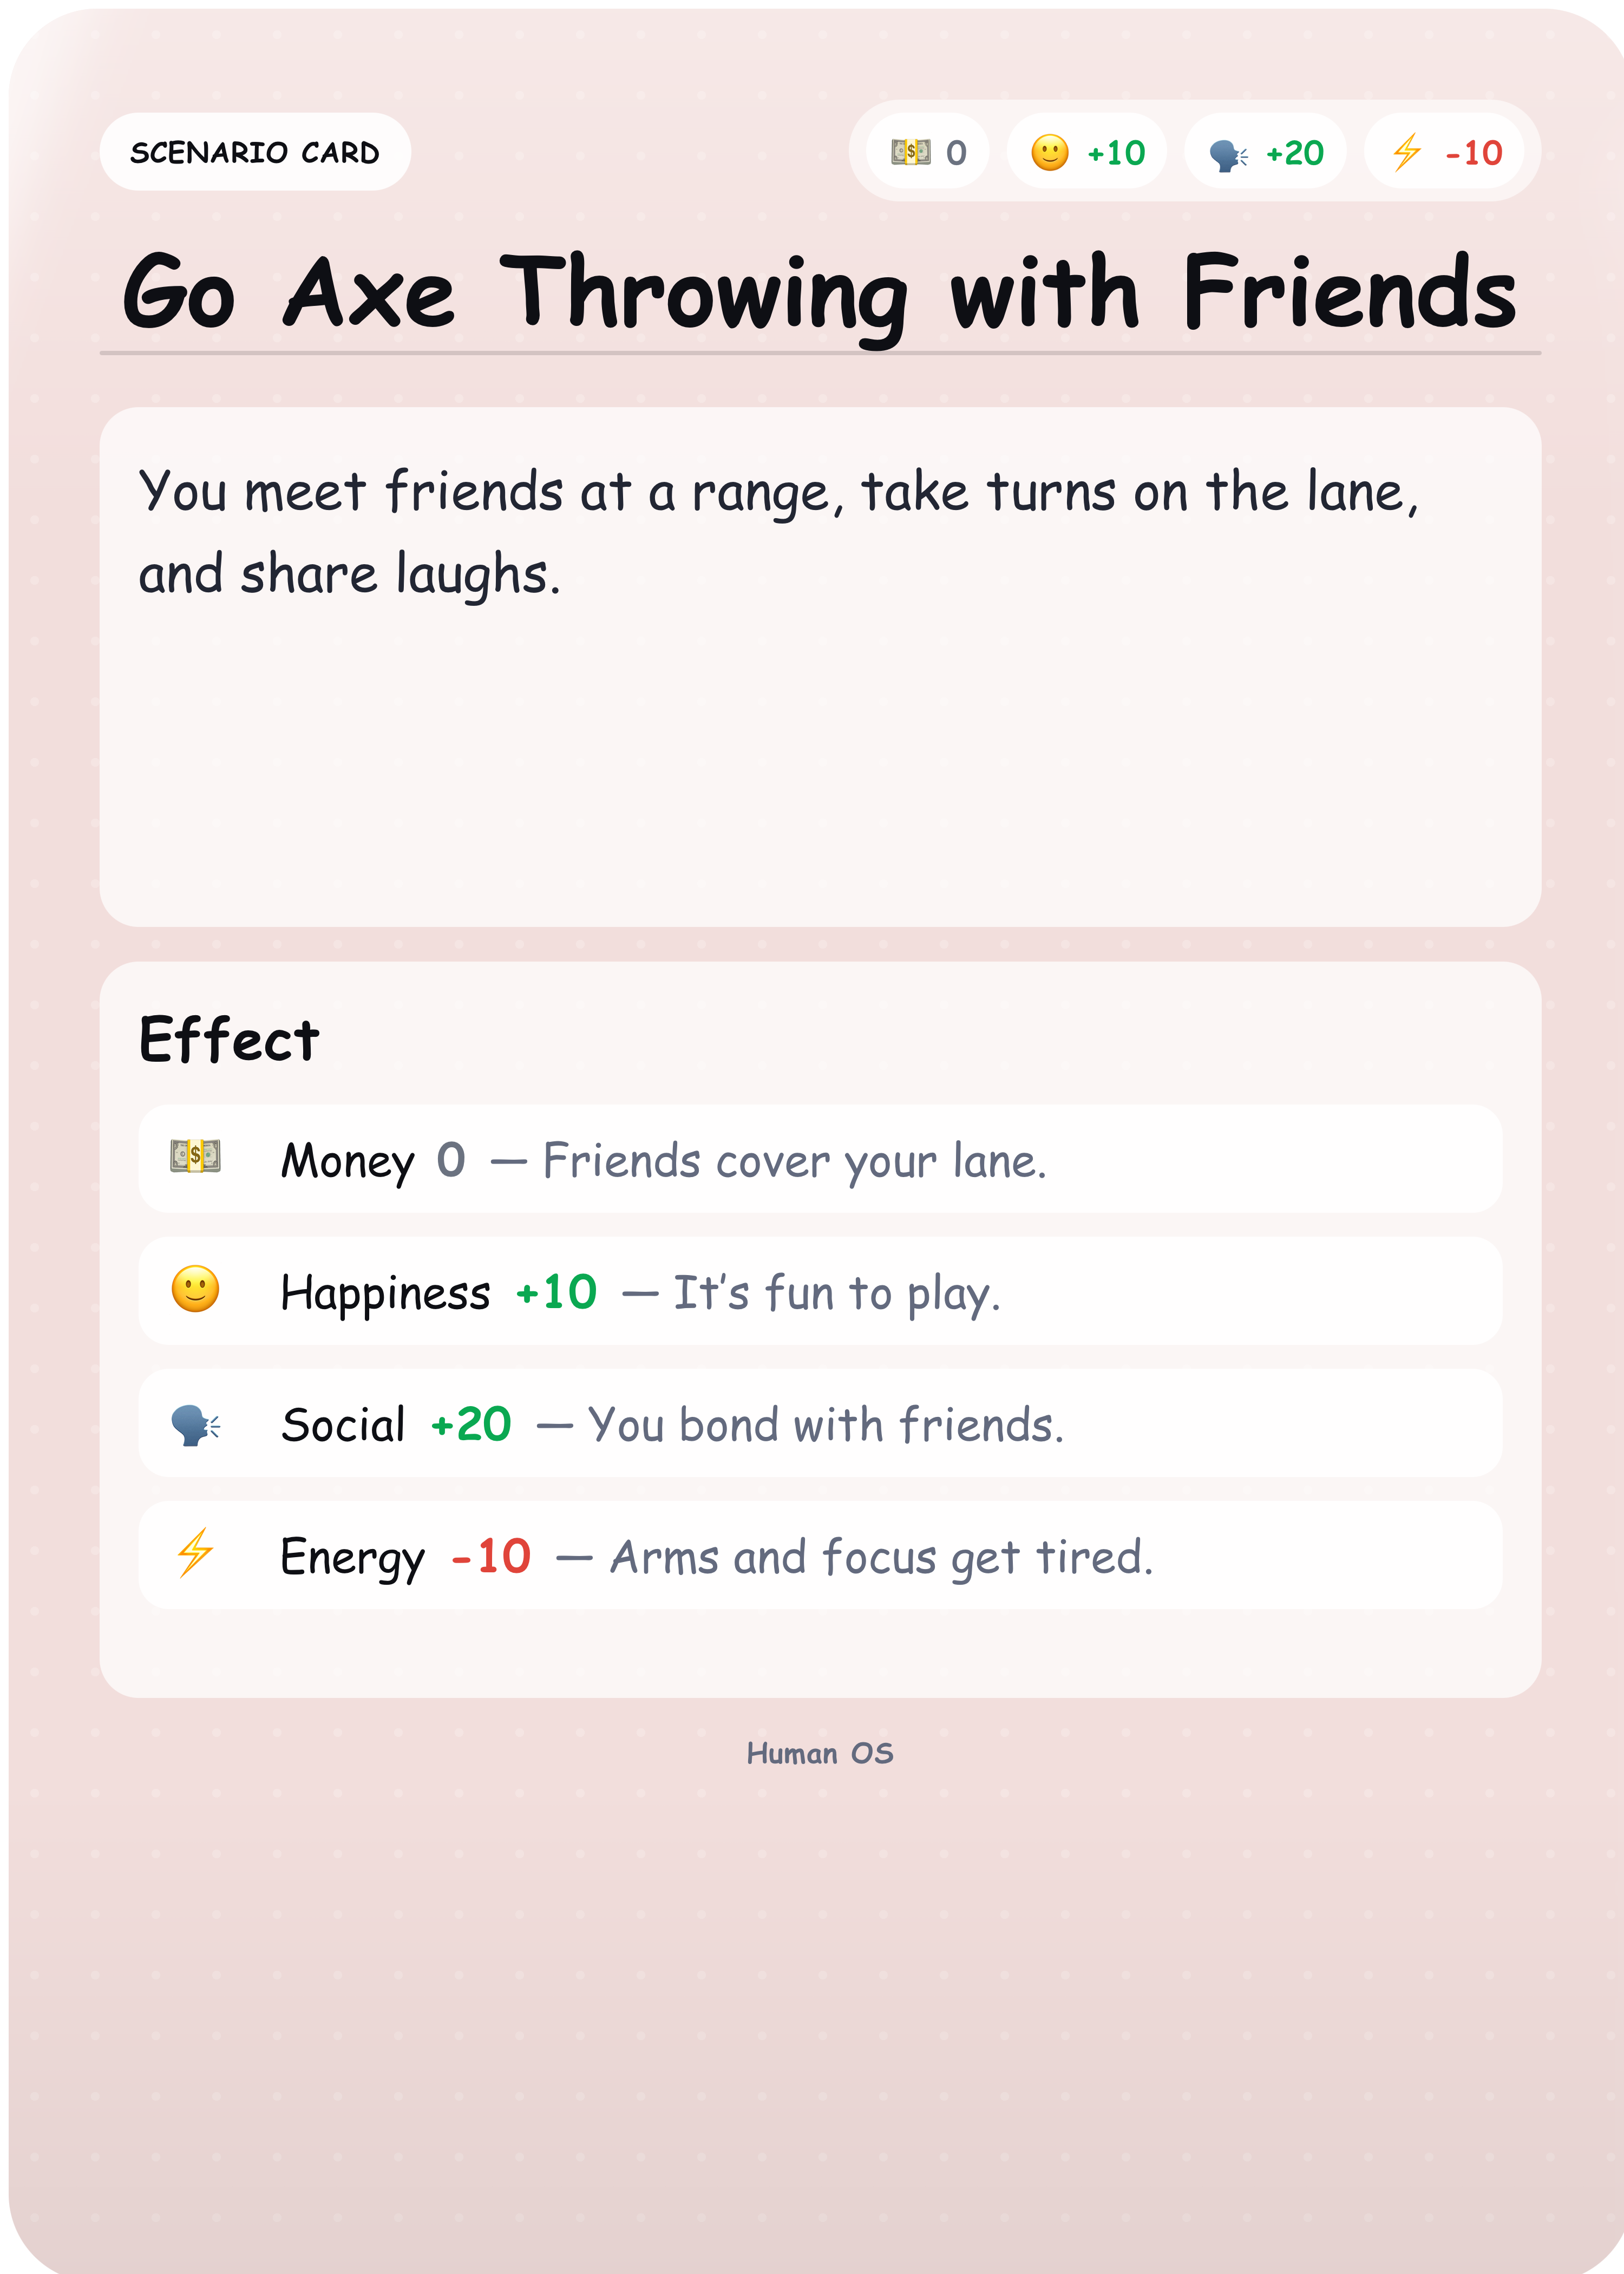 SCENARIO CARD
💵 0 🙂 +10 🗣️ +20 ⚡ -10
Go Axe Throwing with Friends
You meet friends at a range, take turns on the lane,
and share laughs.
Effect
💵 Money 0 — Friends cover your lane.
🙂 Happiness +10 — It’s fun to play.
🗣️ Social +20 — You bond with friends.
⚡ Energy -10 — Arms and focus get tired.
Human OS